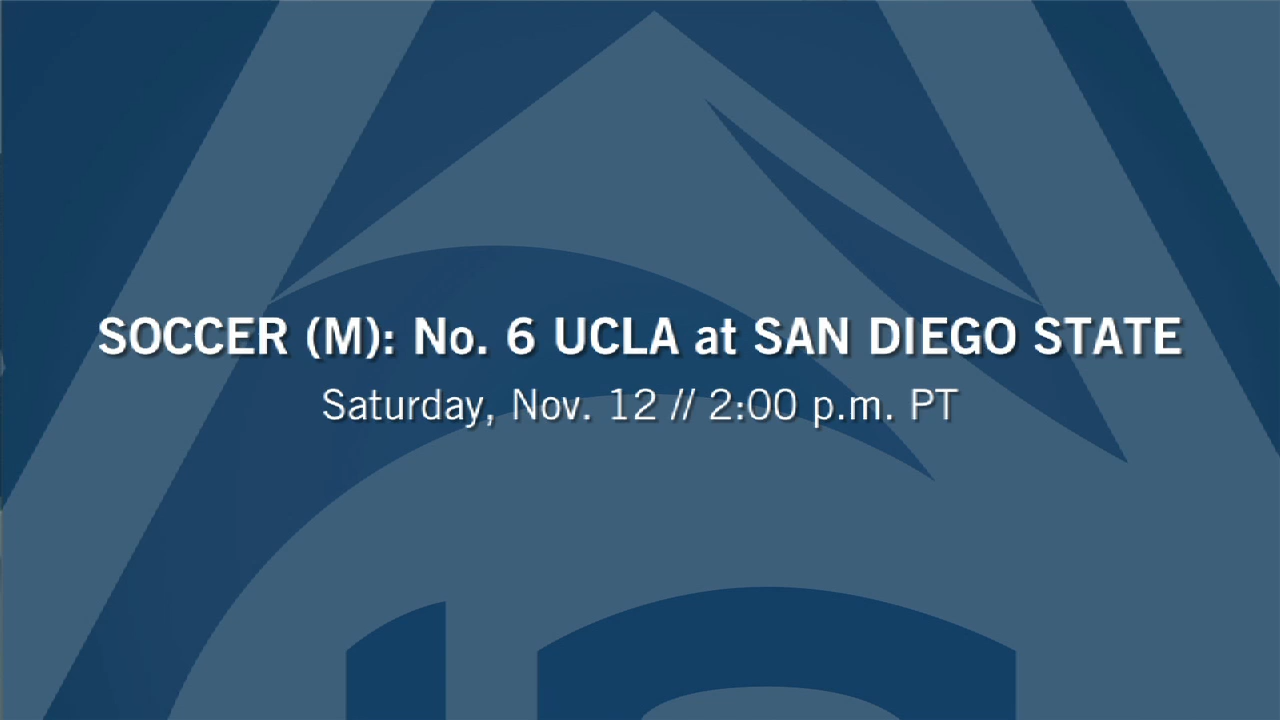 SOCCER (M): No. 6 UCLA at SAN DIEGO STATE
Saturday, Nov. 12 // 2:00 p.m. PT